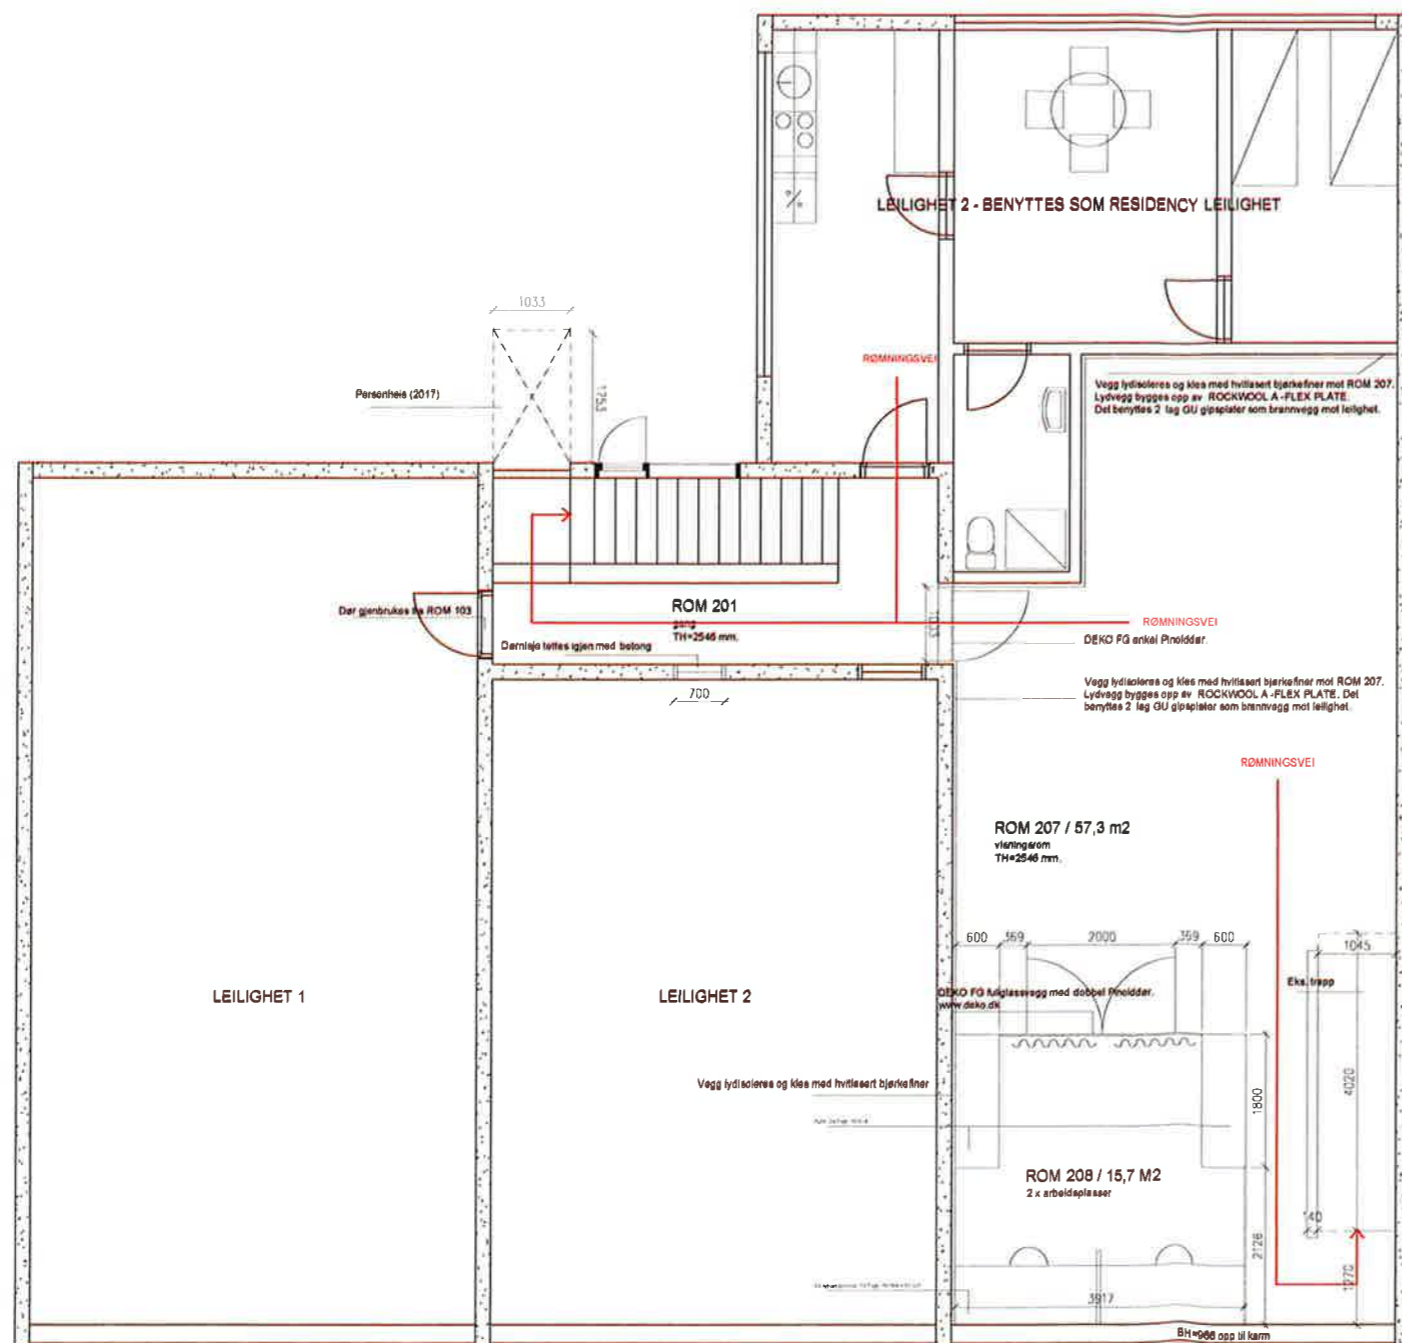 LEILIGHET 2 - BENYTTES SOM RESIDENCY LEILIGHET
1033
1753
Personheis (2017)
RØMNINGSVEI
Vegg lydisoleres og kles med hvitlasert bjørkefiner mot ROM 207.
Lydvegg bygges opp av ROCKWOOL A-FLEX PLATE.
Det benyttes 2 lag GU gipsplater som brannvegg mot leilighet.
Dør gjenbrukes fra ROM 103
ROM 201
gang
TH=2546 mm.
1033
RØMNINGSVEI
DEKO FG enkel Pinolddør.
Dørnisje tettes igjen med betong
700
Vegg lydisoleres og kles med hvitlasert bjørkefiner mot ROM 207.
Lydvegg bygges opp av ROCKWOOL A-FLEX PLATE. Det
benyttes 2 lag GU gipsplater som brannvegg mot leilighet.
RØMNINGSVEI
ROM 207 / 57,3 m2
visningsrom
TH=2546 mm.
600 369 2000 369 600
1045
LEILIGHET 1
LEILIGHET 2
DEKO FG fullglassvegg med dobbel Pinolddør.
www.deko.dk
Eks. trapp
4020
1800
Vegg lydisoleres og kles med hvitlasert bjørkefiner
ROM 208 / 15,7 M2
2 x arbeidsplasser
140
2126
1270
3917
BH=966 opp til karm